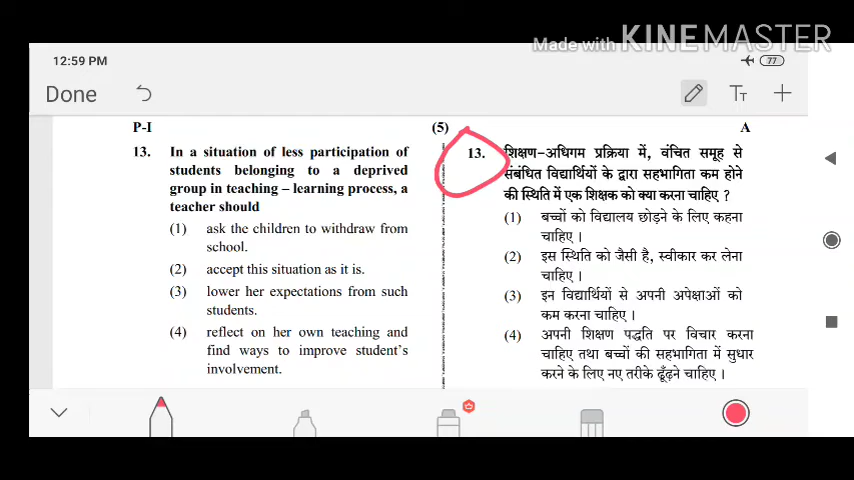 Made with KINEMASTER
12:59 PM
77
Done
TT
P-I
(5)
A
13. In a situation of less participation of
students belonging to a deprived
group in teaching – learning process, a
teacher should
(1) ask the children to withdraw from
school.
(2) accept this situation as it is.
(3) lower her expectations from such
students.
(4) reflect on her own teaching and
find ways to improve student's
involvement.
13. शिक्षण-अधिगम प्रक्रिया में, वंचित समूह से
संबंधित विद्यार्थियों के द्वारा सहभागिता कम होने
की स्थिति में एक शिक्षक को क्या करना चाहिए ?
(1) बच्चों को विद्यालय छोड़ने के लिए कहना
चाहिए ।
(2) इस स्थिति को जैसी है, स्वीकार कर लेना
चाहिए ।
(3) इन विद्यार्थियों से अपनी अपेक्षाओं को
कम करना चाहिए ।
(4) अपनी शिक्षण पद्धति पर विचार करना
चाहिए तथा बच्चों की सहभागिता में सुधार
करने के लिए नए तरीके ढूँढ़ने चाहिए ।